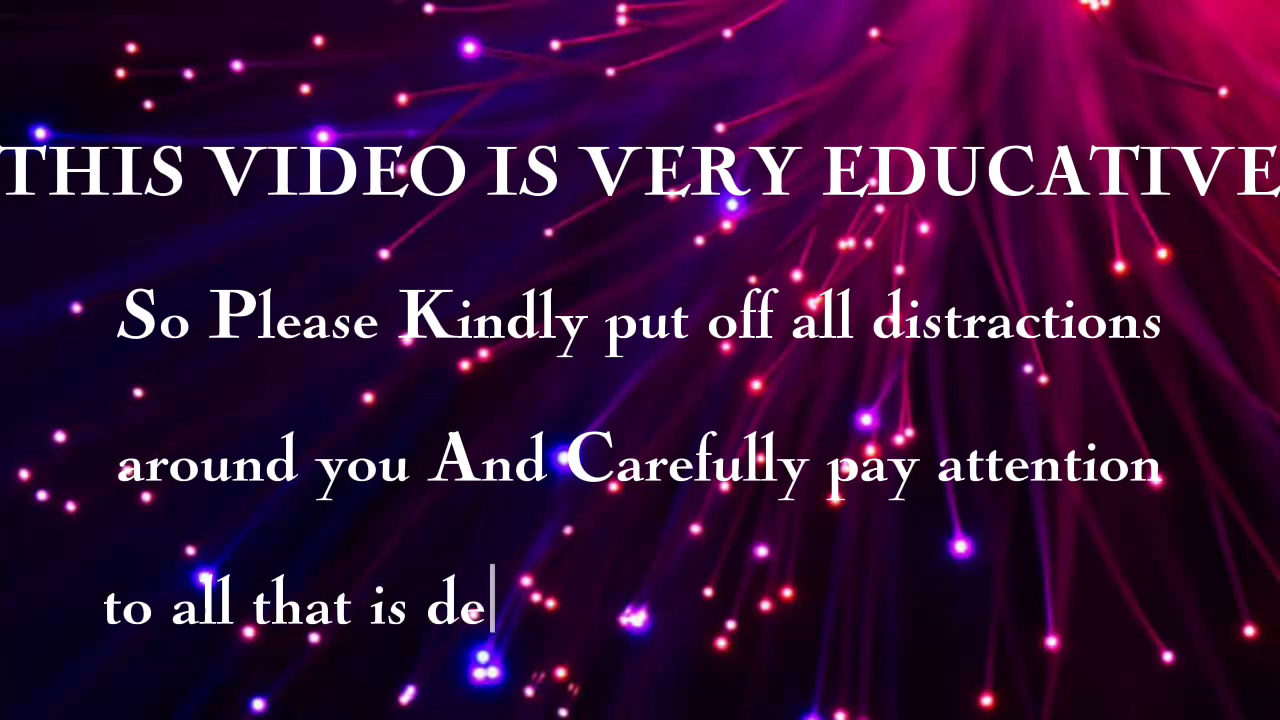 THIS VIDEO IS VERY EDUCATIVE
So Please Kindly put off all distractions
around you And Carefully pay attention
to all that is de